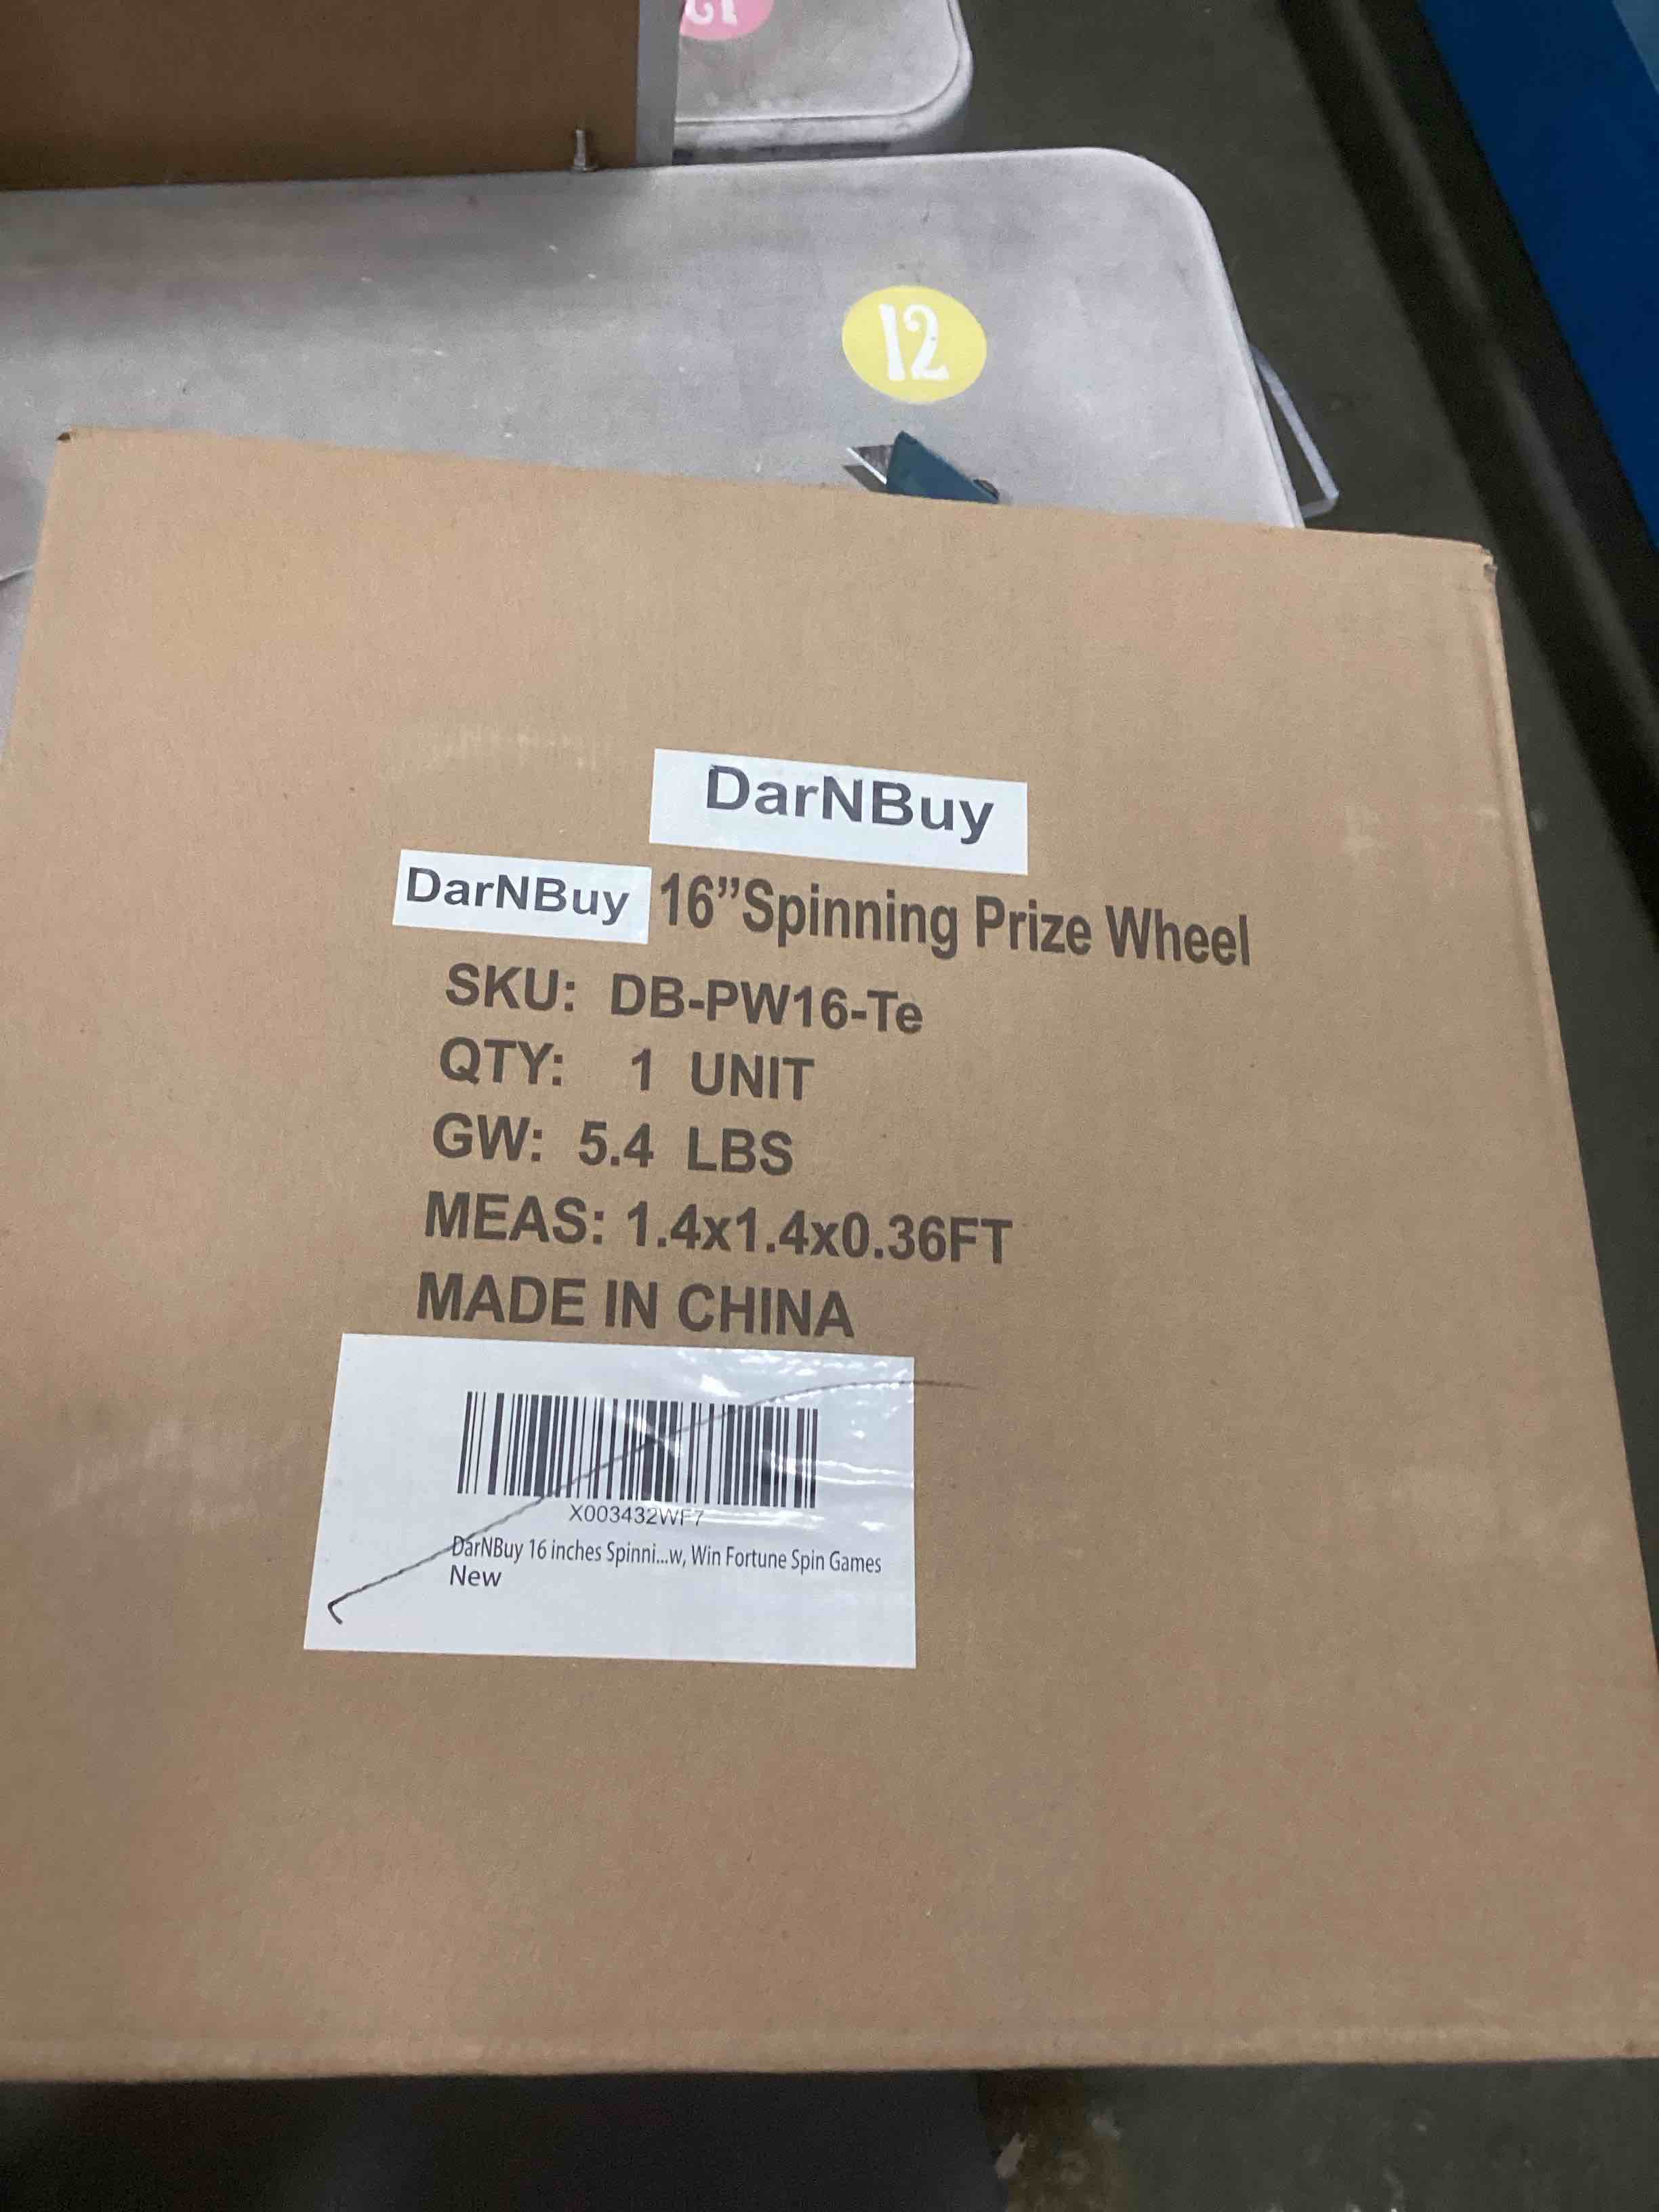 12
DarNBuy
DarNBuy 16”Spinning Prize Wheel
SKU: DB-PW16-Te
QTY: 1 UNIT
GW: 5.4 LBS
MEAS: 1.4x1.4x0.36FT
MADE IN CHINA
X003432WF7
DarNBuy 16 inches Spinni...w, Win Fortune Spin Games
New